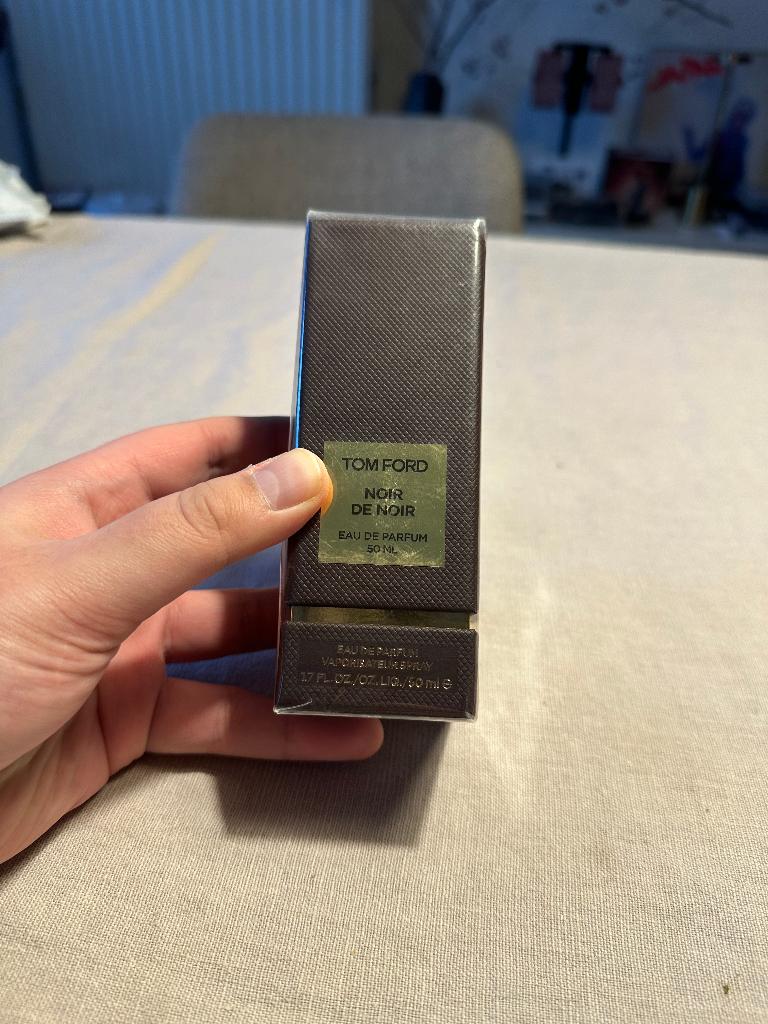 TOM FORD
NOIR
DE NOIR
EAU DE PARFUM
50 ML
EAU DE PARFUM
VAPORISATEUR SPRAY
1.7 FL. OZ./OZ. LIQ./50 ml ℮